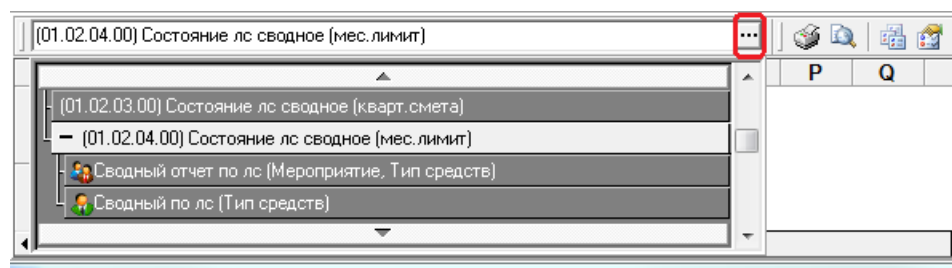 (01.02.04.00) Состояние лс сводное (мес.лимит)
P Q
(01.02.03.00) Состояние лс сводное (кварт.смета)
(01.02.04.00) Состояние лс сводное (мес.лимит)
Сводный отчет по лс (Мероприятие, Тип средств)
Сводный по лс (Тип средств)